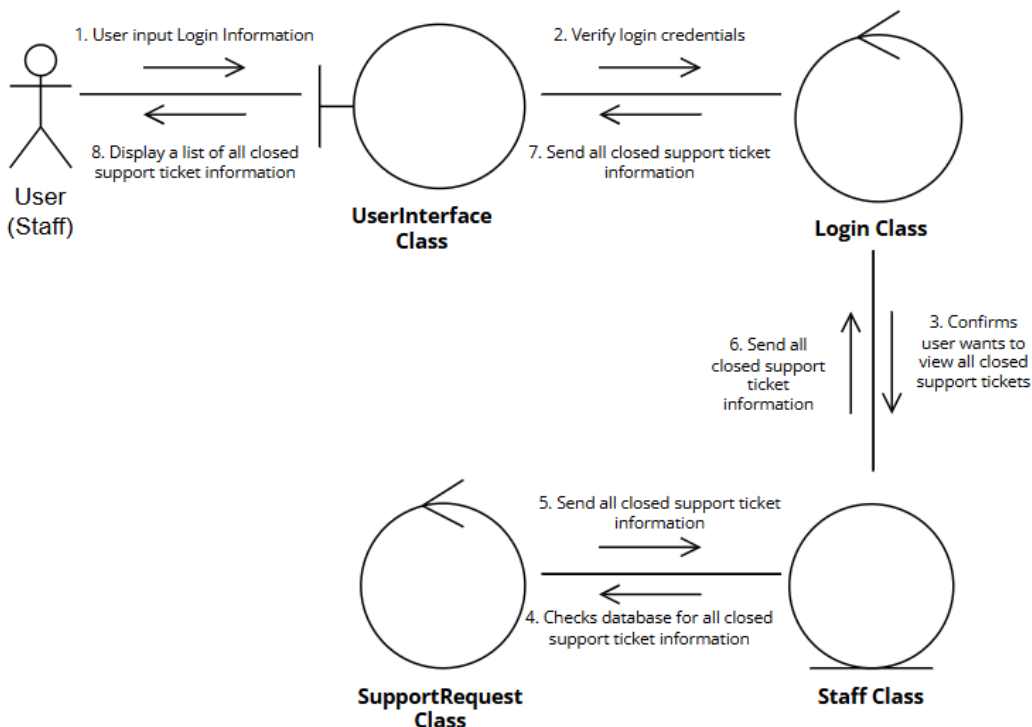 1. User input Login Information
2. Verify login credentials
8. Display a list of all closed
support ticket information
7. Send all closed support ticket
information
User
(Staff)
UserInterface
Class
Login Class
3. Confirms
user wants to
view all closed
support tickets
6. Send all
closed support
ticket
information
5. Send all closed support ticket
information
4. Checks database for all closed
support ticket information
SupportRequest
Class
Staff Class